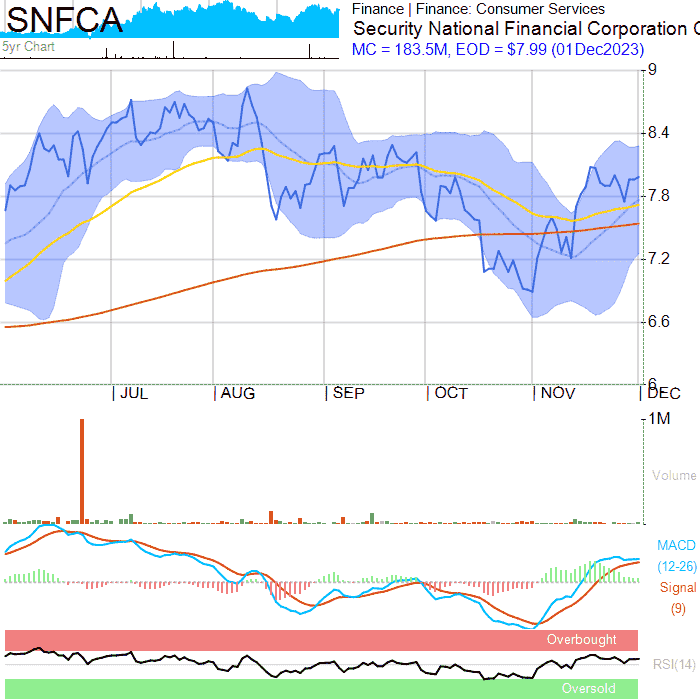 SNFCA
5yr Chart
Finance | Finance: Consumer Services
Security National Financial Corporation C
MC = 183.5M, EOD = $7.99 (01Dec2023)
9
8.4
7.8
7.2
6.6
6
JUL AUG SEP OCT NOV DEC
1M
Volume
MACD
(12-26)
Signal
(9)
Overbought
RSI(14)
Oversold